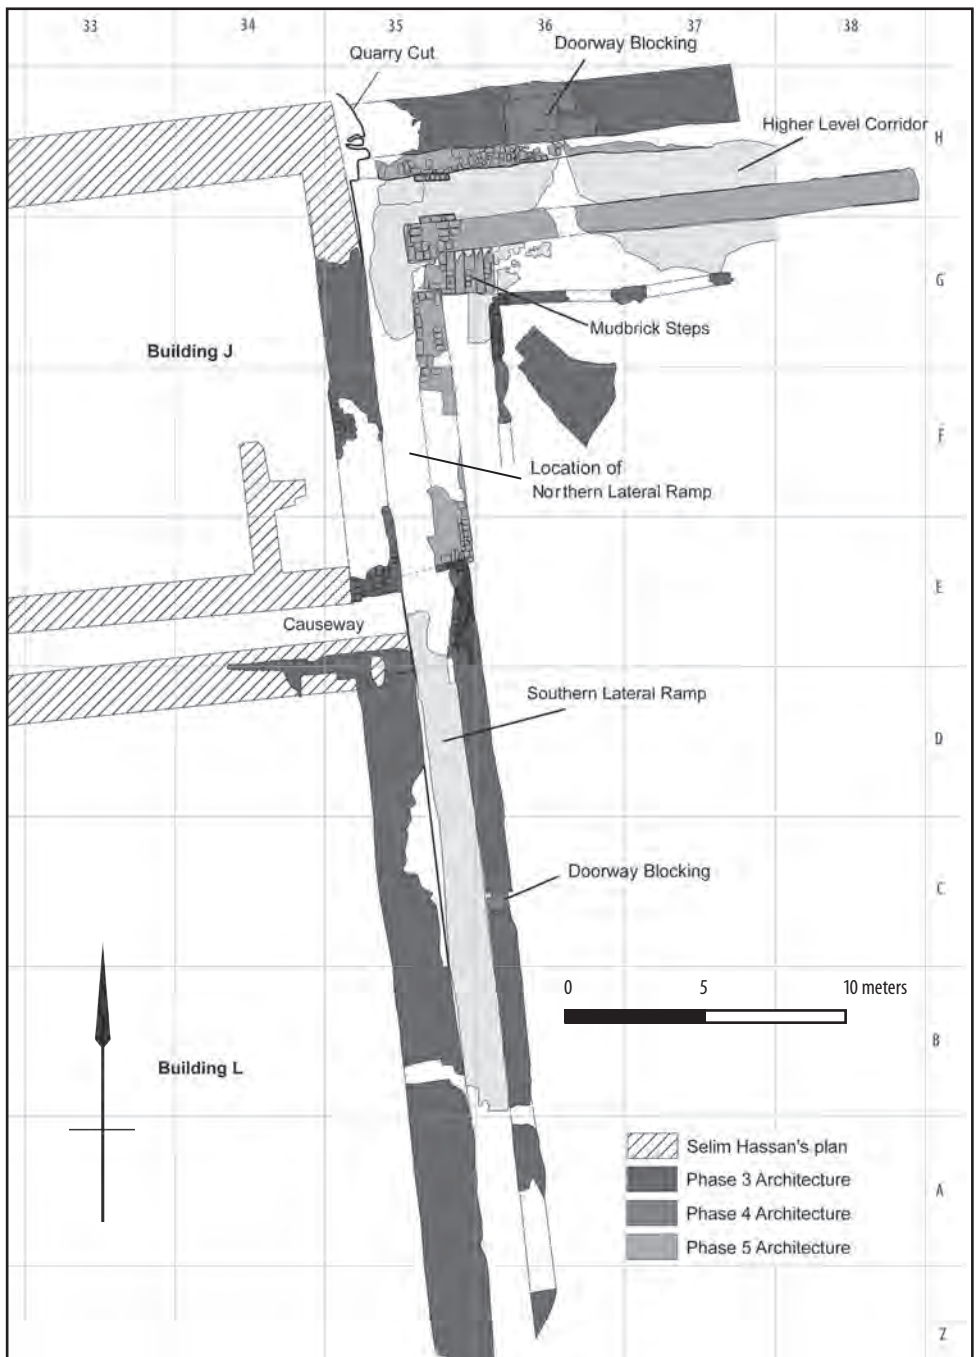 33 34 35 36 37 38
Doorway Blocking
Quarry Cut
Higher Level Corridor
H
G
Mudbrick Steps
Building J
F
Location of
Northern Lateral Ramp
E
Causeway
Southern Lateral Ramp
D
Doorway Blocking
C
0 5 10 meters
B
Building L
Selim Hassan's plan
Phase 3 Architecture
A
Phase 4 Architecture
Phase 5 Architecture
Z